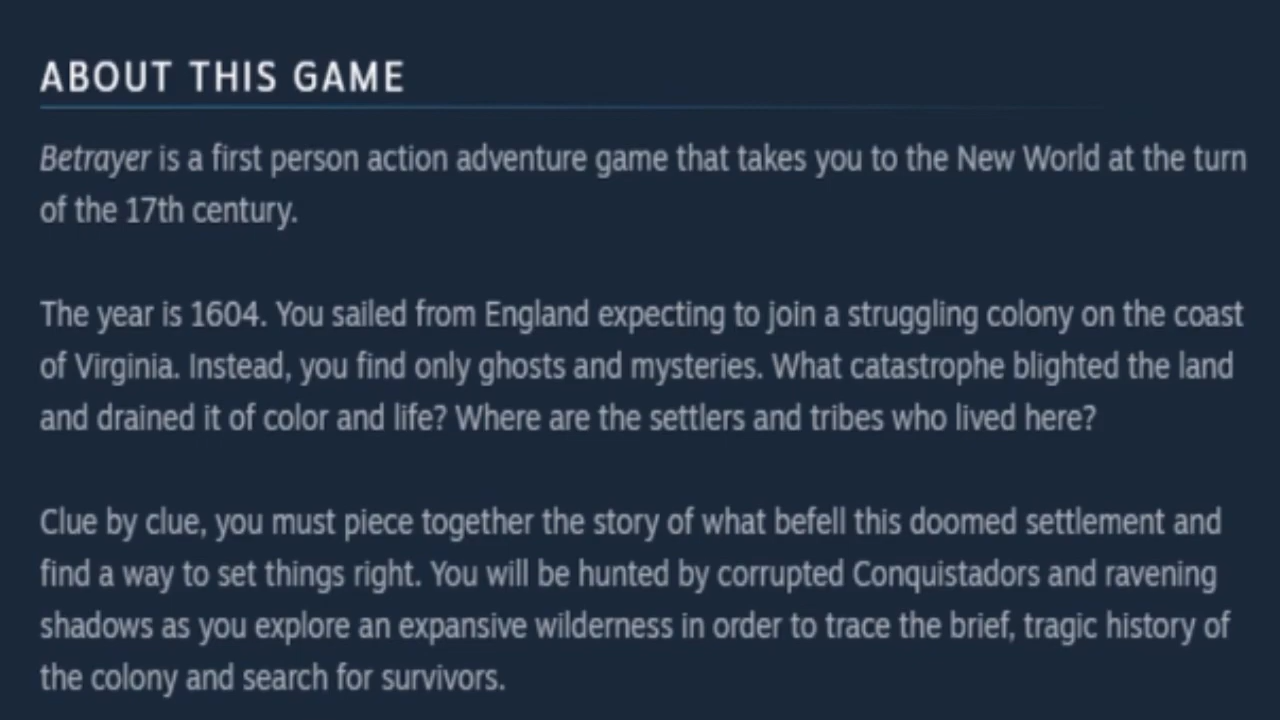 ABOUT THIS GAME
Betrayer is a first person action adventure game that takes you to the New World at the turn
of the 17th century.
The year is 1604. You sailed from England expecting to join a struggling colony on the coast
of Virginia. Instead, you find only ghosts and mysteries. What catastrophe blighted the land
and drained it of color and life? Where are the settlers and tribes who lived here?
Clue by clue, you must piece together the story of what befell this doomed settlement and
find a way to set things right. You will be hunted by corrupted Conquistadors and ravening
shadows as you explore an expansive wilderness in order to trace the brief, tragic history of
the colony and search for survivors.